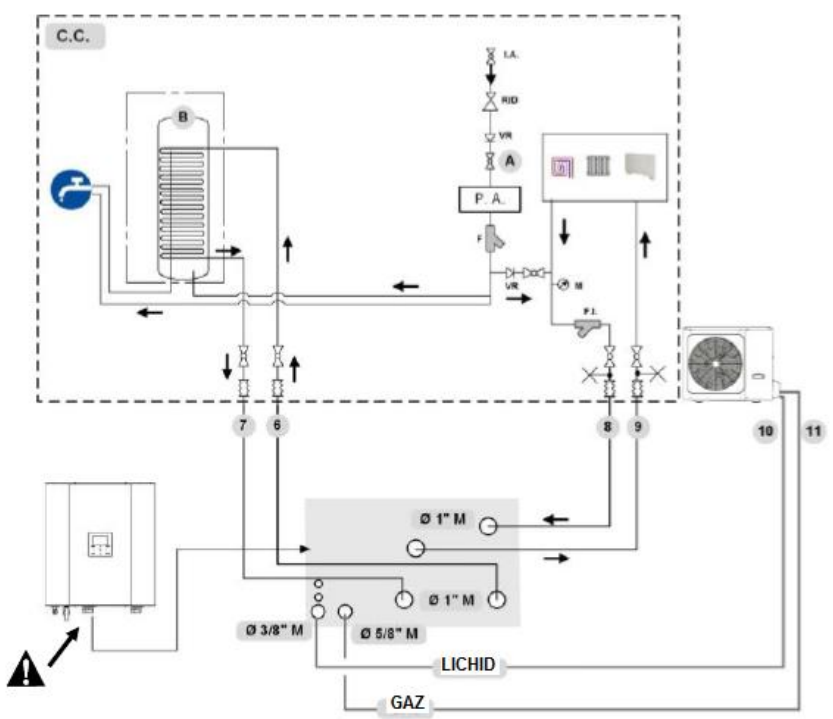 C.C.
I.A.
RID
B
VR
A
P. A.
F
VR
M
F.I.
7
6
8
9
10
11
Ø 1" M
Ø 1" M
Ø 3/8" M
Ø 5/8" M
LICHID
GAZ